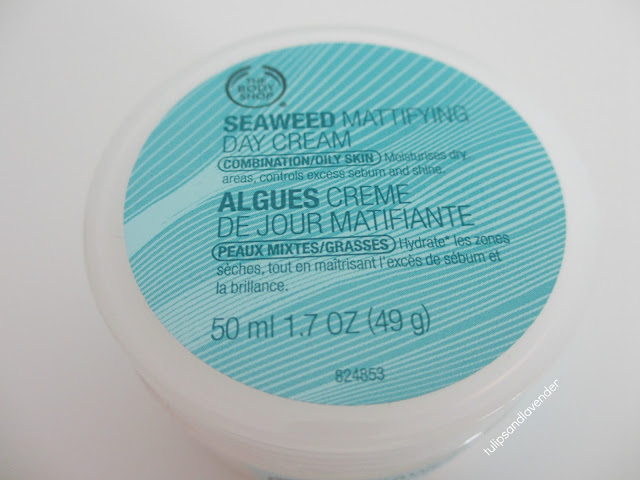 THE
BODY
SHOP
SEAWEED MATTIFYING
DAY CREAM
COMBINATION/OILY SKIN Moisturises dry
areas, controls excess sebum and shine.
ALGUES CREME
DE JOUR MATIFIANTE
PEAUX MIXTES/GRASSES Hydrate* les zones
sèches, tout en maîtrisant l'excès de sébum et
la brillance.
50 ml 1.7 OZ (49 g)
824853
tulipsandlavender